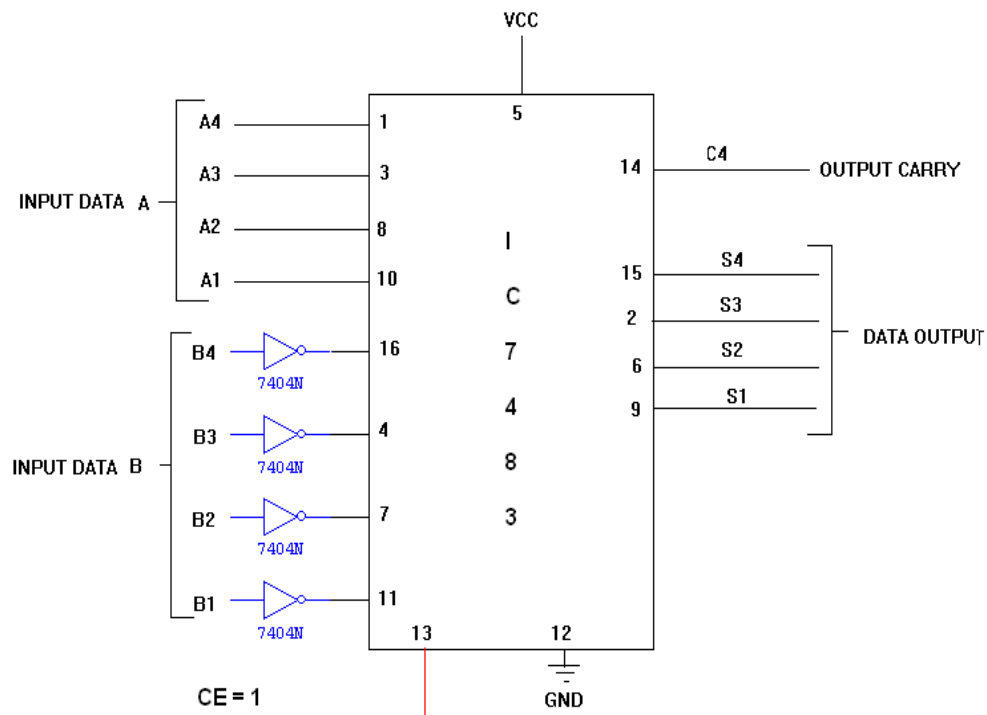 VCC
5
A4
1
A3
3
INPUT DATA A
A2
8
A1
10
B4
7404N
16
B3
7404N
4
INPUT DATA B
B2
7404N
7
B1
7404N
11
I
C
7
4
8
3
14
C4
OUTPUT CARRY
15
S4
2
S3
6
S2
9
S1
DATA OUTPUT
13
12
CE = 1
GND